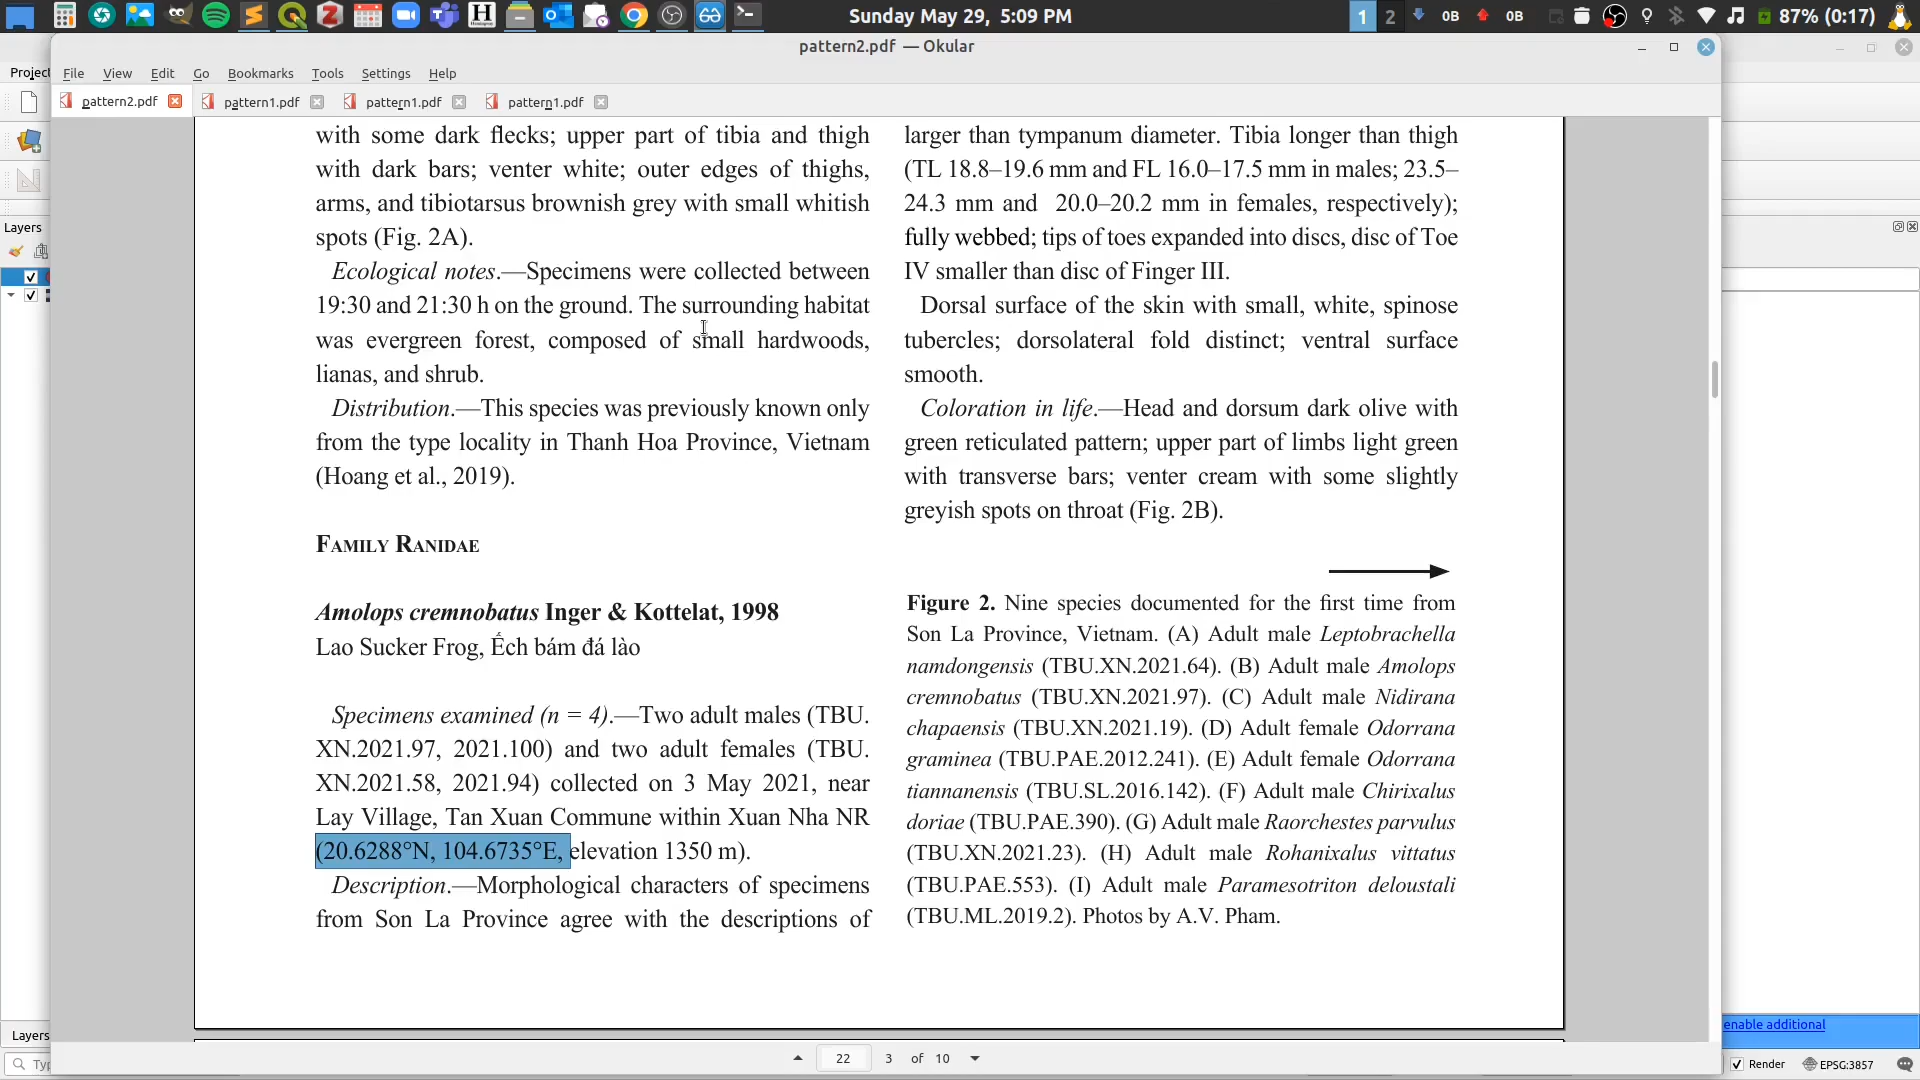 Sunday May 29, 5:09 PM
1
2
0B
0B
87% (0:17)
pattern2.pdf — Okular
Project
File
View
Edit
Go
Bookmarks
Tools
Settings
Help
pattern2.pdf
pattern1.pdf
pattern1.pdf
pattern1.pdf
Layers
with some dark flecks; upper part of tibia and thigh
with dark bars; venter white; outer edges of thighs,
arms, and tibiotarsus brownish grey with small whitish
spots (Fig. 2A).
Ecological notes.—Specimens were collected between
19:30 and 21:30 h on the ground. The surrounding habitat
was evergreen forest, composed of small hardwoods,
lianas, and shrub.
Distribution.—This species was previously known only
from the type locality in Thanh Hoa Province, Vietnam
(Hoang et al., 2019).
Family Ranidae
Amolops cremnobatus Inger & Kottelat, 1998
Lao Sucker Frog, Ếch bám đá lào
Specimens examined (n = 4).—Two adult males (TBU.
XN.2021.97, 2021.100) and two adult females (TBU.
XN.2021.58, 2021.94) collected on 3 May 2021, near
Lay Village, Tan Xuan Commune within Xuan Nha NR
(20.6288°N, 104.6735°E, elevation 1350 m).
Description.—Morphological characters of specimens
from Son La Province agree with the descriptions of
larger than tympanum diameter. Tibia longer than thigh
(TL 18.8–19.6 mm and FL 16.0–17.5 mm in males; 23.5–
24.3 mm and 20.0–20.2 mm in females, respectively);
fully webbed; tips of toes expanded into discs, disc of Toe
IV smaller than disc of Finger III.
Dorsal surface of the skin with small, white, spinose
tubercles; dorsolateral fold distinct; ventral surface
smooth.
Coloration in life.—Head and dorsum dark olive with
green reticulated pattern; upper part of limbs light green
with transverse bars; venter cream with some slightly
greyish spots on throat (Fig. 2B).
Figure 2. Nine species documented for the first time from
Son La Province, Vietnam. (A) Adult male Leptobrachella
namdongensis (TBU.XN.2021.64). (B) Adult male Amolops
cremnobatus (TBU.XN.2021.97). (C) Adult male Nidirana
chapaensis (TBU.XN.2021.19). (D) Adult female Odorrana
graminea (TBU.PAE.2012.241). (E) Adult female Odorrana
tiannanensis (TBU.SL.2016.142). (F) Adult male Chirixalus
doriae (TBU.PAE.390). (G) Adult male Raorchestes parvulus
(TBU.XN.2021.23). (H) Adult male Rohanixalus vittatus
(TBU.PAE.553). (I) Adult male Paramesotriton deloustali
(TBU.ML.2019.2). Photos by A.V. Pham.
Layers
enable additional
22
3 of 10
Render
EPSG:3857